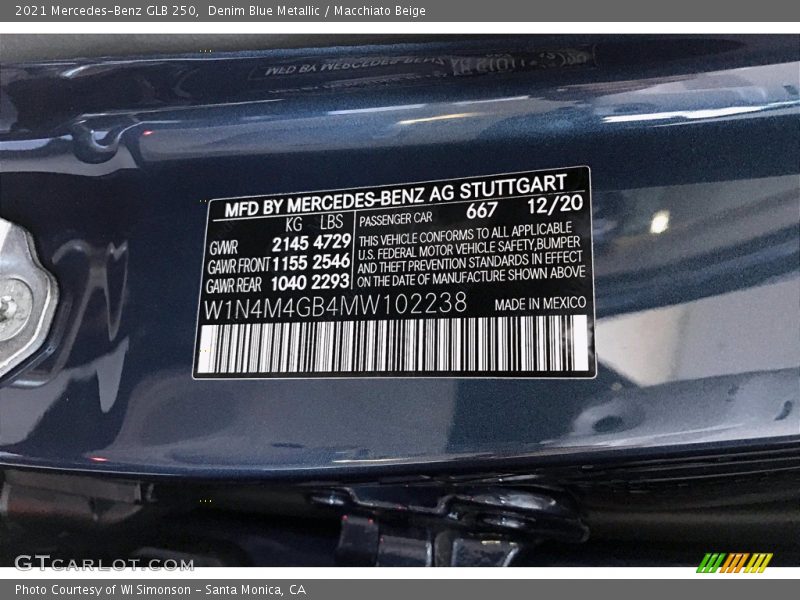 2021 Mercedes-Benz GLB 250,  Denim Blue Metallic / Macchiato Beige
MFD BY MERCEDES-BENZ AG STUTTGART
KG LBS
GVWR 2145 4729
GAWR FRONT 1155 2546
GAWR REAR 1040 2293
PASSENGER CAR 667 12/20
THIS VEHICLE CONFORMS TO ALL APPLICABLE
U.S. FEDERAL MOTOR VEHICLE SAFETY,BUMPER
AND THEFT PREVENTION STANDARDS IN EFFECT
ON THE DATE OF MANUFACTURE SHOWN ABOVE
W1N4M4GB4MW102238 MADE IN MEXICO
GTCarLot.com
Photo Courtesy of WI Simonson - Santa Monica, CA